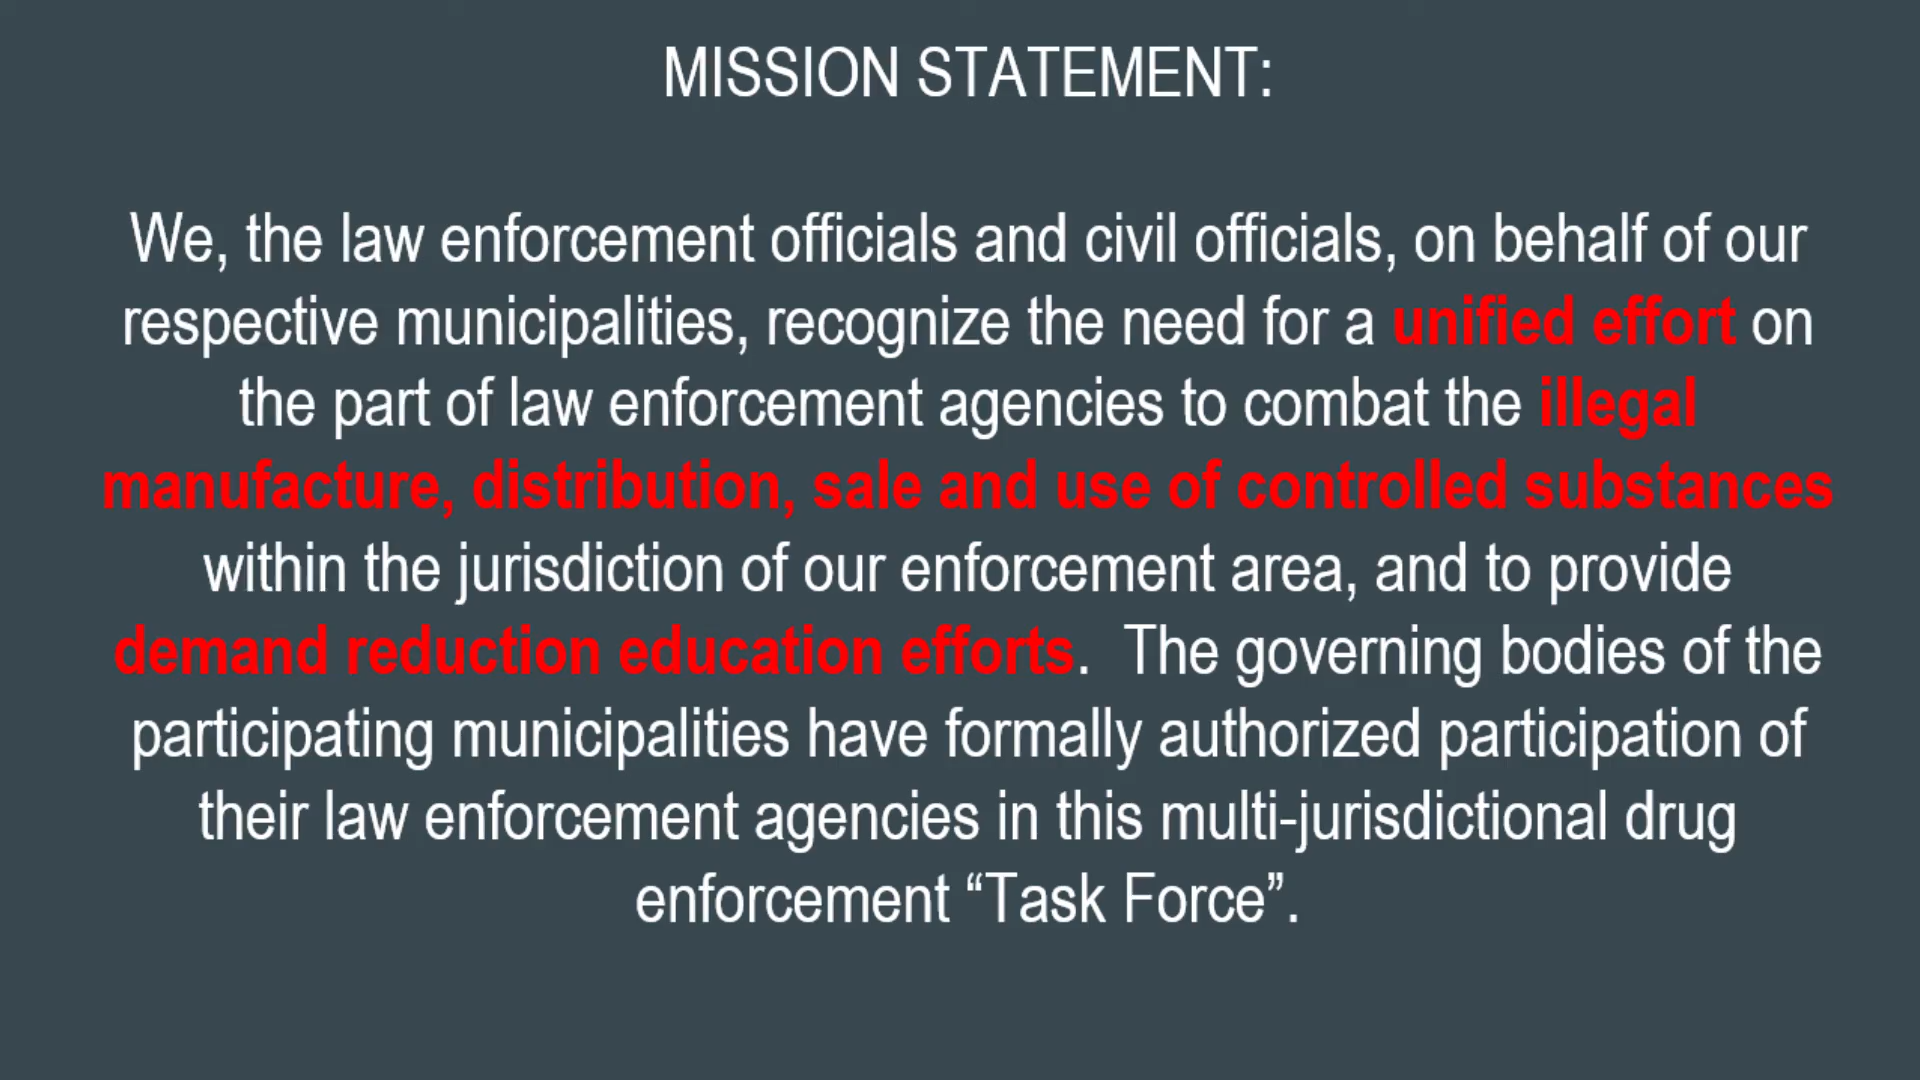 MISSION STATEMENT:
We, the law enforcement officials and civil officials, on behalf of our
respective municipalities, recognize the need for a unified effort on
the part of law enforcement agencies to combat the illegal
manufacture, distribution, sale and use of controlled substances
within the jurisdiction of our enforcement area, and to provide
demand reduction education efforts.  The governing bodies of the
participating municipalities have formally authorized participation of
their law enforcement agencies in this multi-jurisdictional drug
enforcement “Task Force”.